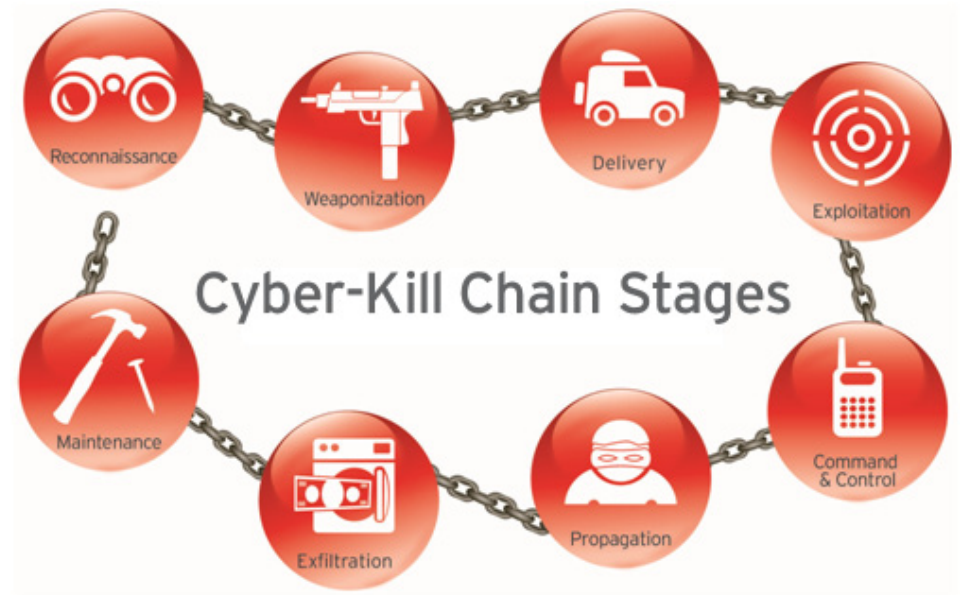 Reconnaissance
Weaponization
Delivery
Exploitation
Cyber-Kill Chain Stages
Maintenance
Exfiltration
Propagation
Command
& Control